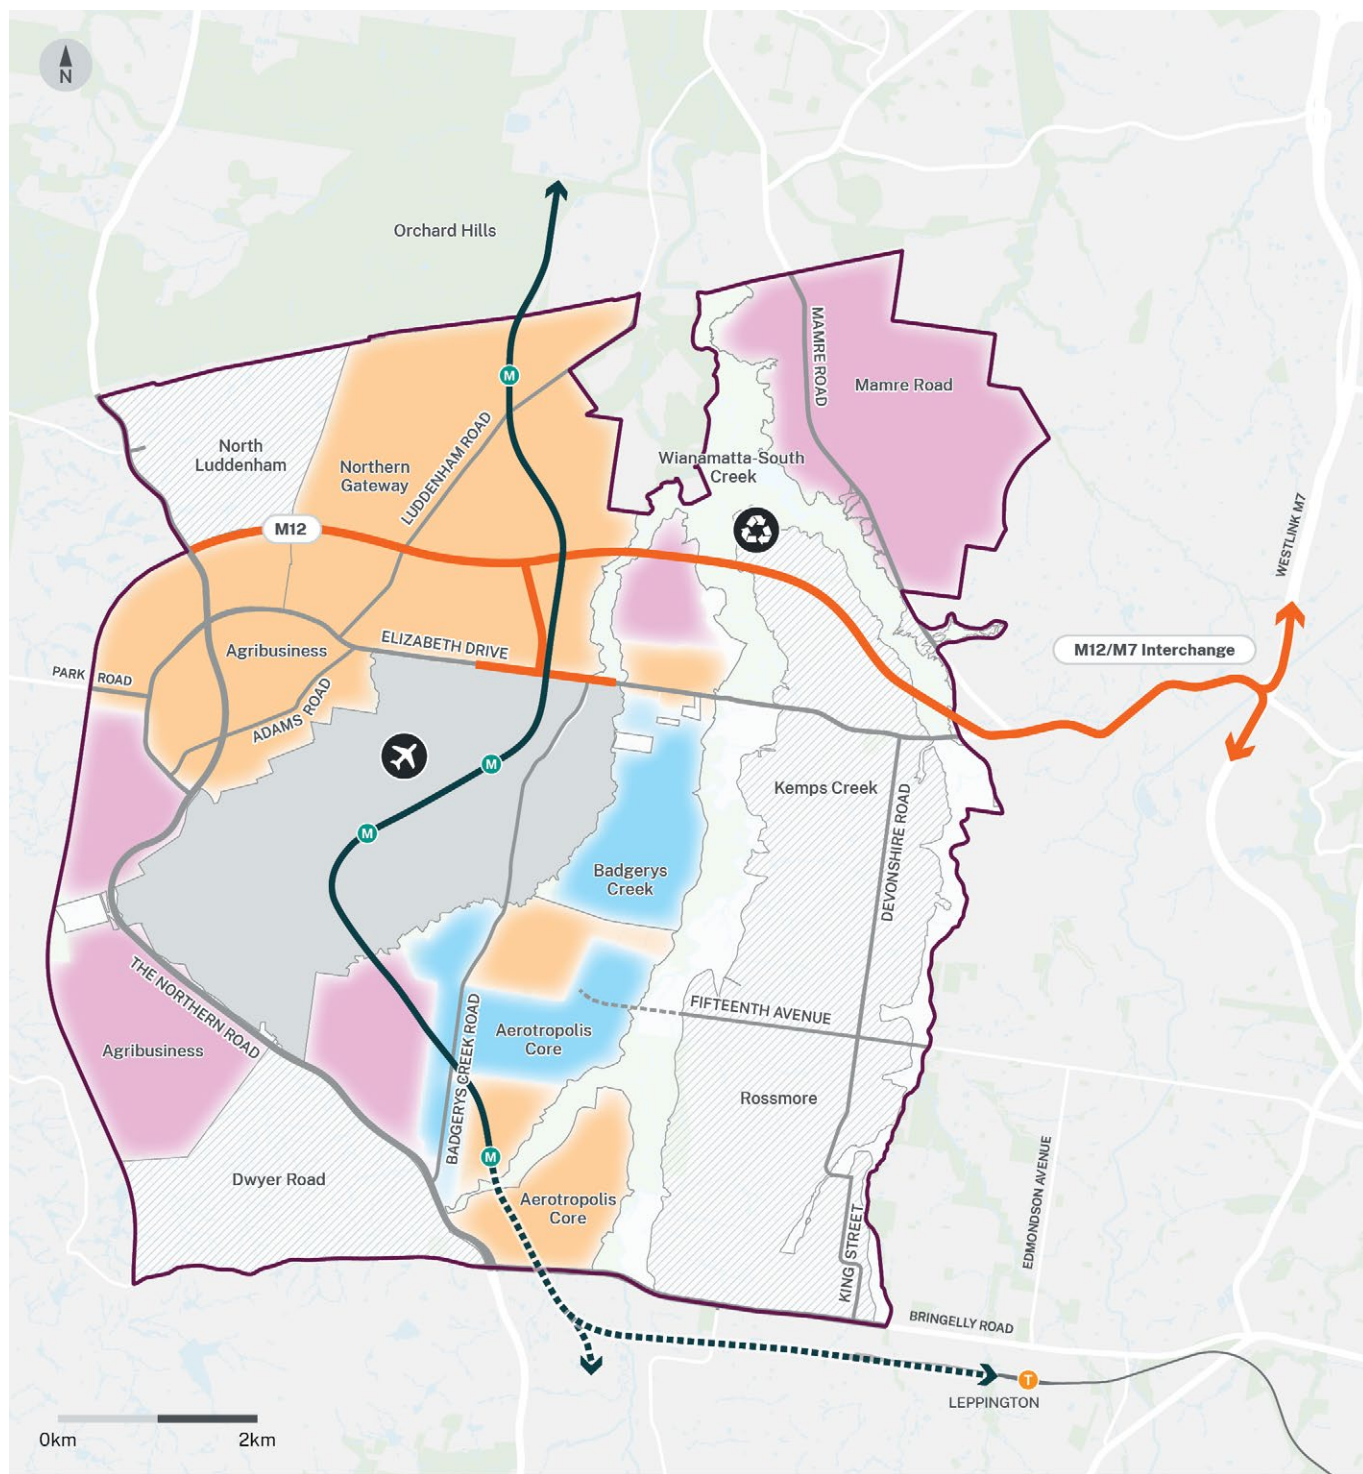 N
Orchard Hills
M
MAMRE ROAD
Mamre Road
North
Luddenham
Northern
Gateway
LUDDENHAM ROAD
Wianamatta-South
Creek
M12
WESTLINK M7
ELIZABETH DRIVE
Agribusiness
M12/M7 Interchange
PARK ROAD
ADAMS ROAD
M
Kemps Creek
DEVONSHIRE ROAD
M
Badgerys
Creek
THE NORTHERN ROAD
FIFTEENTH AVENUE
BADGERYS CREEK ROAD
Aerotropolis
Core
Agribusiness
Rossmore
M
Dwyer Road
Aerotropolis
Core
EDMONDSON AVENUE
KING STREET
BRINGELLY ROAD
T
LEPPINGTON
0km
2km